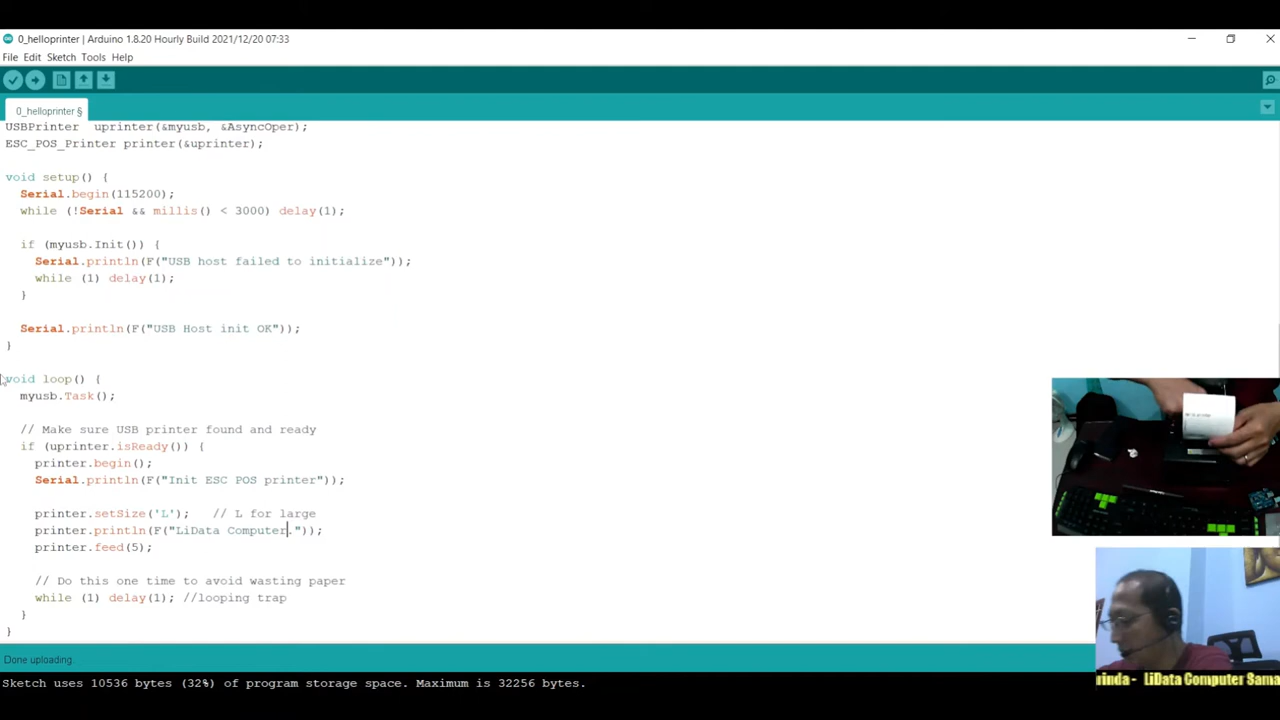 0_helloprinter | Arduino 1.8.20 Hourly Build 2021/12/20 07:33
File Edit Sketch Tools Help
0_helloprinter §
USBPrinter uprinter(&myusb, &AsyncOper);
ESC_POS_Printer printer(&uprinter);
void setup() {
Serial.begin(115200);
while (!Serial && millis() < 3000) delay(1);
if (myusb.Init()) {
Serial.println(F("USB host failed to initialize"));
while (1) delay(1);
}
Serial.println(F("USB Host init OK"));
}
void loop() {
myusb.Task();
// Make sure USB printer found and ready
if (uprinter.isReady()) {
printer.begin();
Serial.println(F("Init ESC POS printer"));
printer.setSize('L'); // L for large
printer.println(F("LiData Computer."));
printer.feed(5);
// Do this one time to avoid wasting paper
while (1) delay(1); //looping trap
}
}
Done uploading.
arinda - LiData Computer Sama
Sketch uses 10536 bytes (32%) of program storage space. Maximum is 32256 bytes.